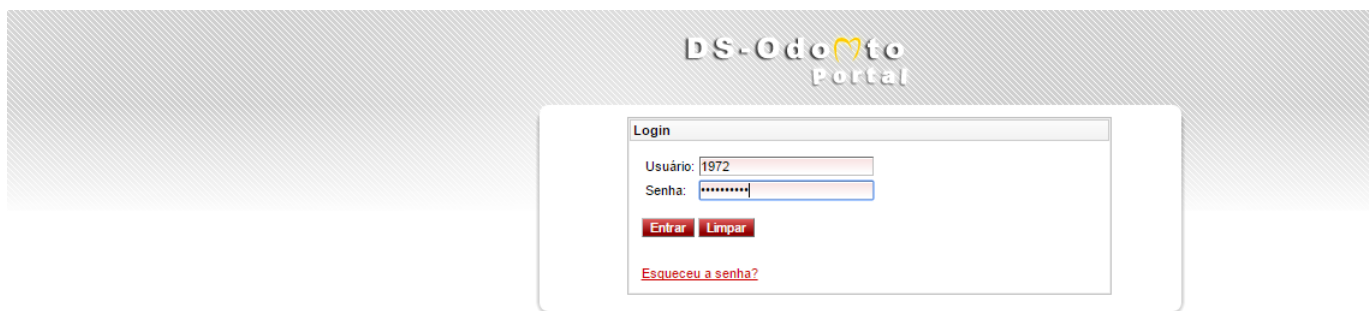 DS-Odonto
Portal
Login
Usuário: 1972
Senha: ••••••••••
Entrar Limpar
Esqueceu a senha?